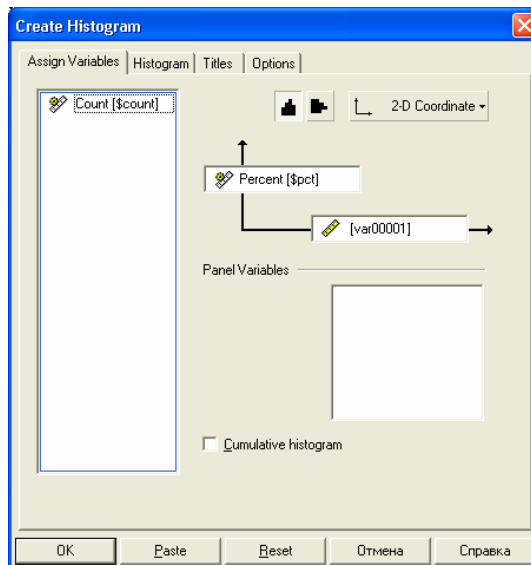 Create Histogram
Assign Variables Histogram Titles Options
Count [$count]
2-D Coordinate
Percent [$pct]
[var00001]
Panel Variables
Cumulative histogram
OK Paste Reset Отмена Справка